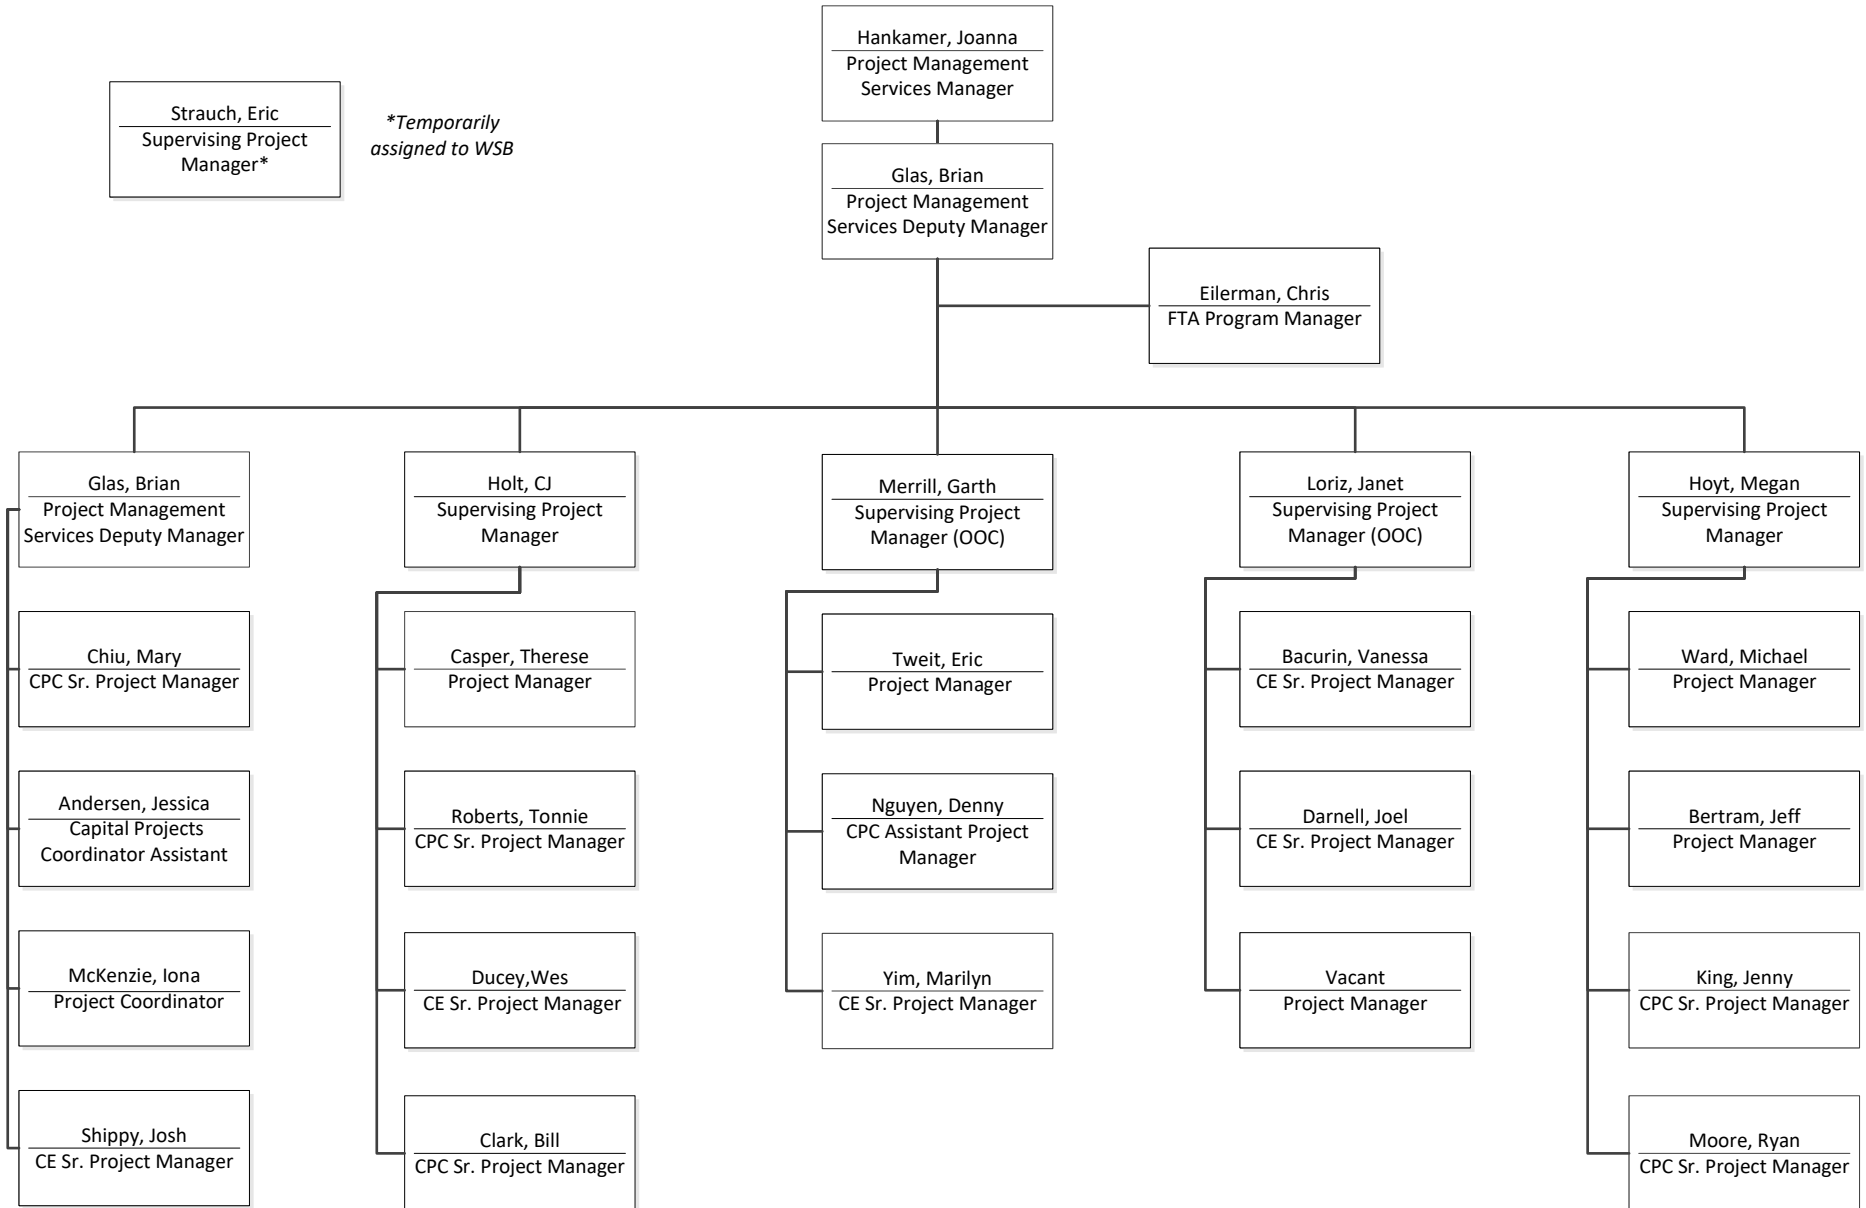 Hankamer, Joanna
Project Management
Services Manager
Strauch, Eric
Supervising Project
Manager*
*Temporarily
assigned to WSB
Glas, Brian
Project Management
Services Deputy Manager
Eilerman, Chris
FTA Program Manager
Glas, Brian
Project Management
Services Deputy Manager
Chiu, Mary
CPC Sr. Project Manager
Andersen, Jessica
Capital Projects
Coordinator Assistant
McKenzie, Iona
Project Coordinator
Shippy, Josh
CE Sr. Project Manager
Holt, CJ
Supervising Project
Manager
Casper, Therese
Project Manager
Roberts, Tonnie
CPC Sr. Project Manager
Ducey,Wes
CE Sr. Project Manager
Clark, Bill
CPC Sr. Project Manager
Merrill, Garth
Supervising Project
Manager (OOC)
Tweit, Eric
Project Manager
Nguyen, Denny
CPC Assistant Project
Manager
Yim, Marilyn
CE Sr. Project Manager
Loriz, Janet
Supervising Project
Manager (OOC)
Bacurin, Vanessa
CE Sr. Project Manager
Darnell, Joel
CE Sr. Project Manager
Vacant
Project Manager
Hoyt, Megan
Supervising Project
Manager
Ward, Michael
Project Manager
Bertram, Jeff
Project Manager
King, Jenny
CPC Sr. Project Manager
Moore, Ryan
CPC Sr. Project Manager